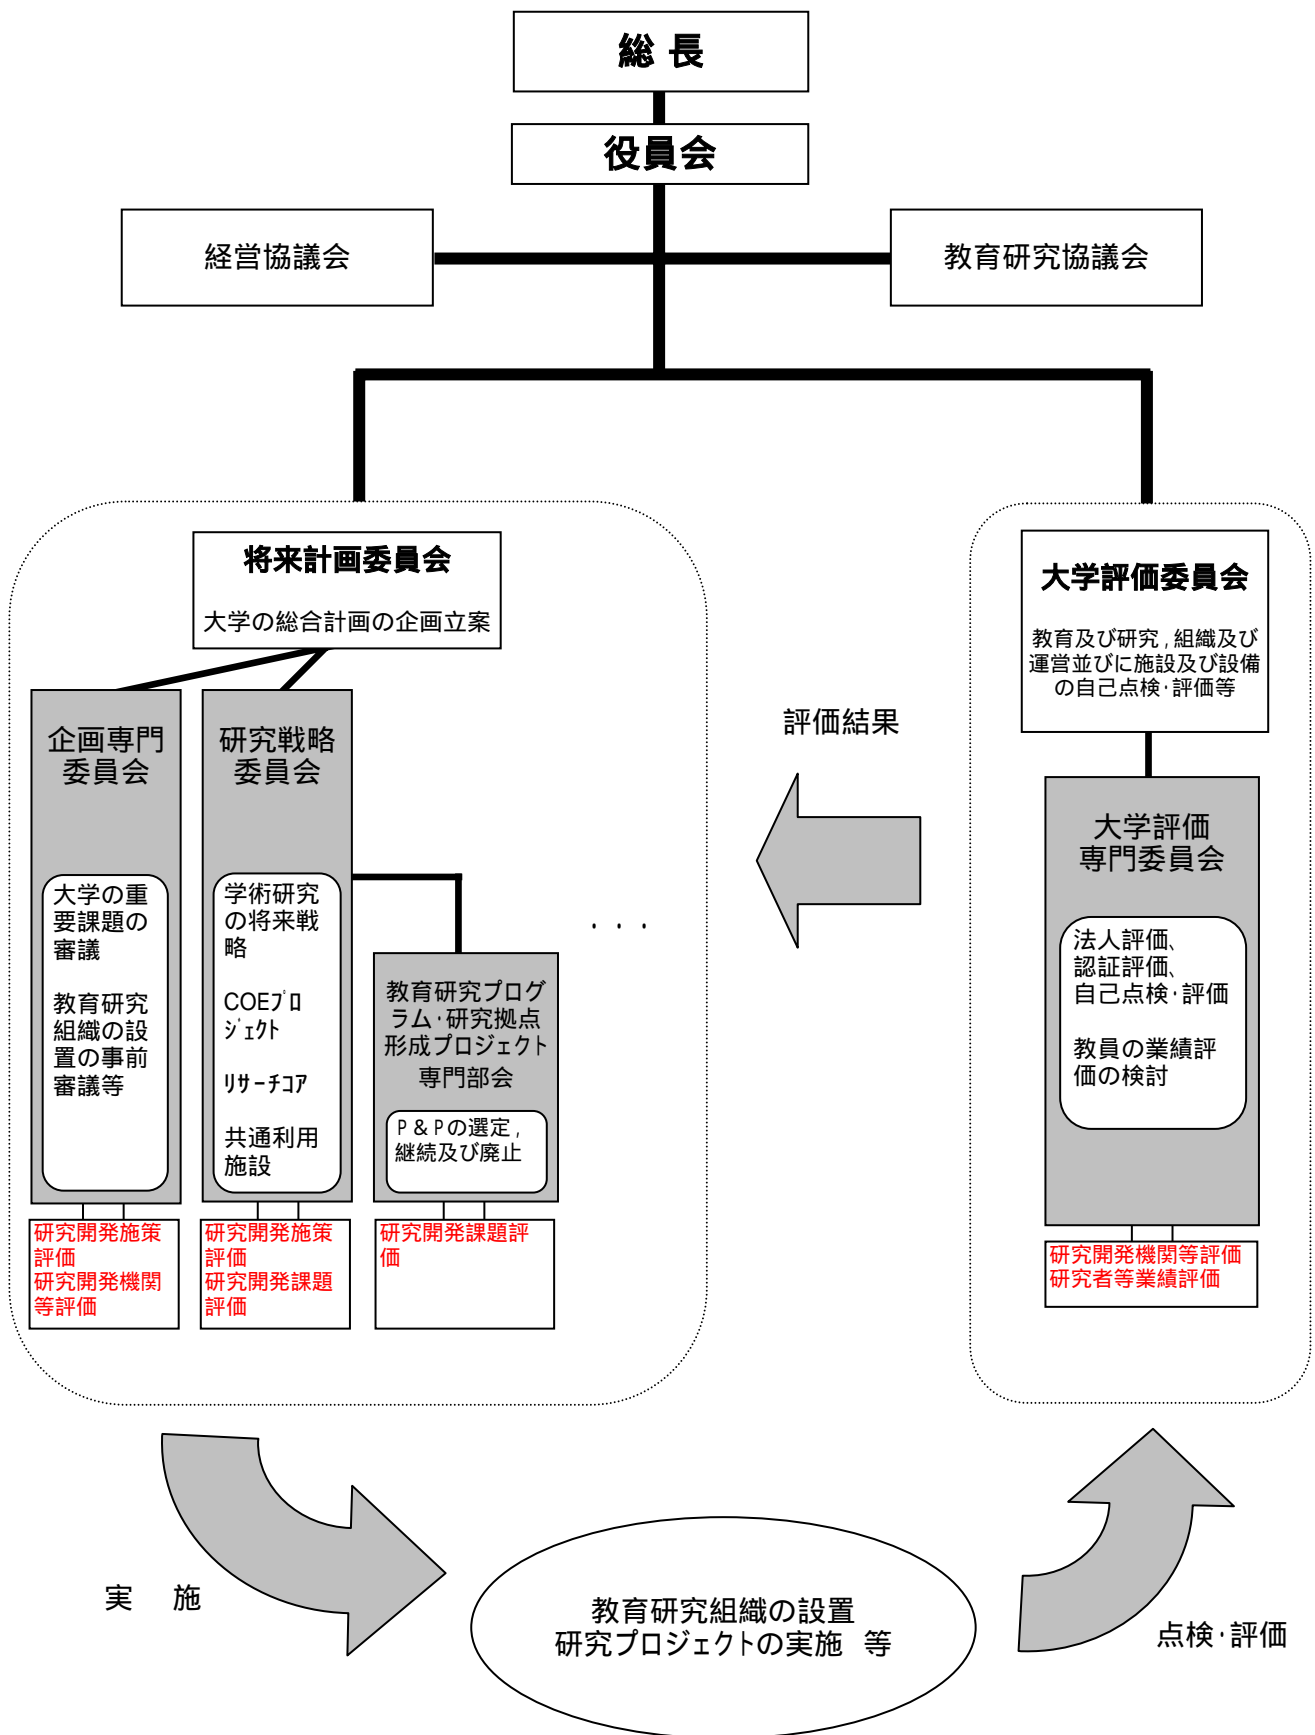 総 長
役員会
経営協議会
教育研究協議会
将来計画委員会
大学の総合計画の企画立案
企画専門
委員会
大学の重
要課題の
審議
教育研究
組織の設
置の事前
審議等
研究開発施策
評価
研究開発機関
等評価
研究戦略
委員会
学術研究
の将来戦
略
COEﾌﾟﾛ
ｼﾞｪｸﾄ
ﾘｻｰﾁｺｱ
共通利用
施設
研究開発施策
評価
研究開発課題
評価
教育研究プログ
ラム・研究拠点
形成プロジェクト
専門部会
P & Pの選定,
継続及び廃止
研究開発課題評
価
・・・
評価結果
大学評価委員会
教育及び研究,組織及び
運営並びに施設及び設備
の自己点検・評価等
大学評価
専門委員会
法人評価、
認証評価、
自己点検・評価
教員の業績評
価の検討
研究開発機関等評価
研究者等業績評価
実 施
教育研究組織の設置
研究プロジェクトの実施 等
点検・評価